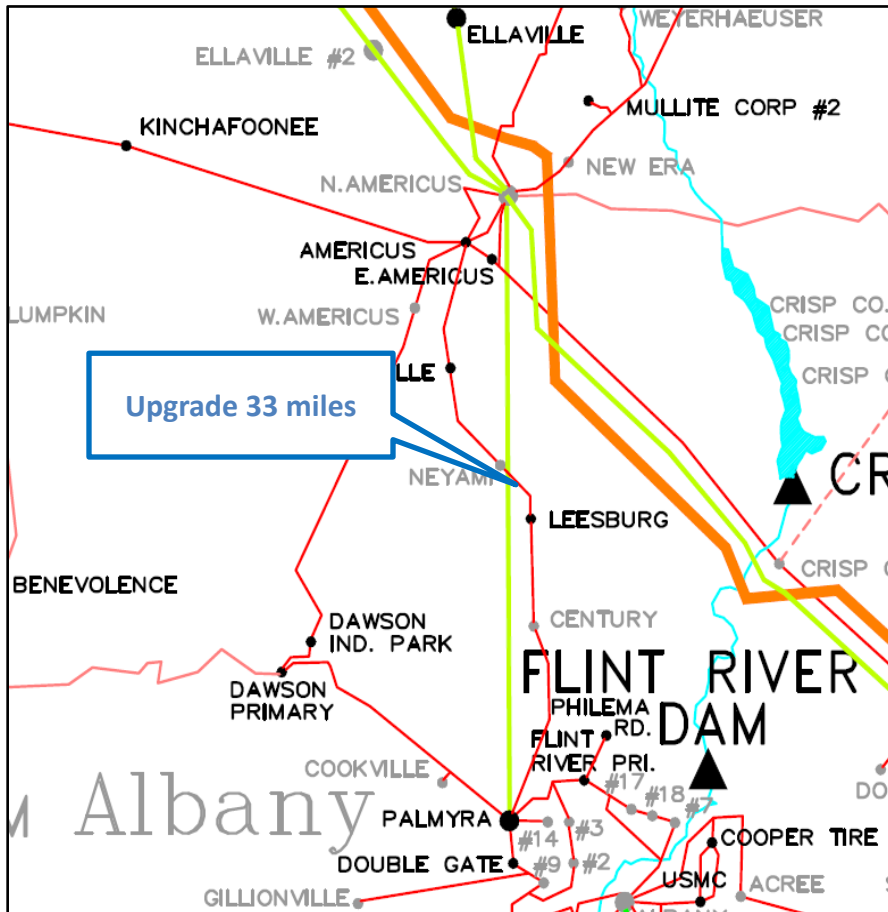 WEYERHAEUSER
ELLAVILLE
ELLAVILLE #2
MULLITE CORP #2
KINCHAFOONEE
NEW ERA
N.AMERICUS
AMERICUS
E.AMERICUS
W.AMERICUS
LUMPKIN
CRISP CO.
CRISP CO
CRISP
LLE
Upgrade 33 miles
NEYAMI
CR
LEESBURG
CRISP C
BENEVOLENCE
CENTURY
DAWSON
IND. PARK
DAWSON
PRIMARY
FLINT RIVER
DAM
PHILEMA
RD.
FLINT
RIVER PRI.
COOKVILLE
#17
#18
#7
DO
Albany
PALMYRA
#14
#3
COOPER TIRE
DOUBLE GATE
#9
#2
USMC
ACREE
GILLIONVILLE